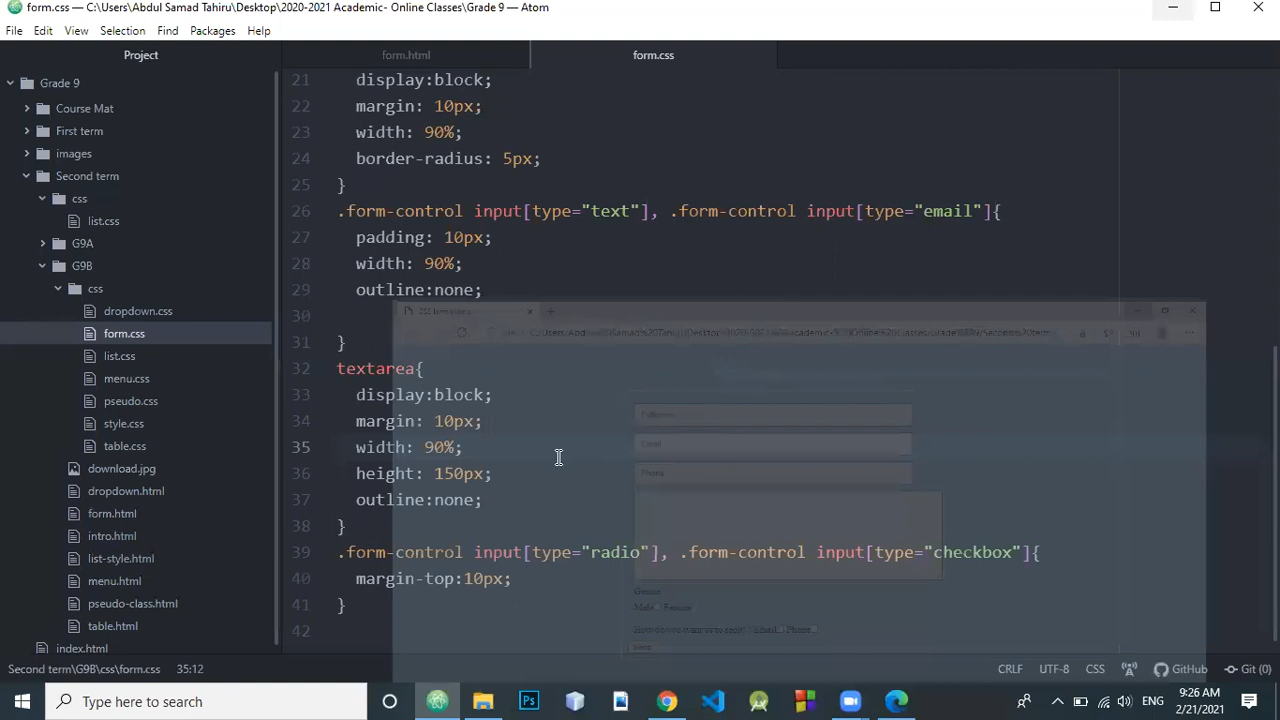 form.css — C:\Users\Abdul Samad Tahiru\Desktop\2020-2021 Academic- Online Classes\Grade 9 — Atom
File Edit View Selection Find Packages Help
Project
form.html
form.css
Grade 9
Course Mat
First term
images
Second term
css
list.css
G9A
G9B
css
dropdown.css
form.css
list.css
menu.css
pseudo.css
style.css
table.css
download.jpg
dropdown.html
form.html
intro.html
list-style.html
menu.html
pseudo-class.html
table.html
index.html
21 display:block;
22 margin: 10px;
23 width: 90%;
24 border-radius: 5px;
25 }
26 .form-control input[type="text"], .form-control input[type="email"]{
27 padding: 10px;
28 width: 90%;
29 outline:none;
30
31 }
32 textarea{
33 display:block;
34 margin: 10px;
35 width: 90%;
36 height: 150px;
37 outline:none;
38 }
39 .form-control input[type="radio"], .form-control input[type="checkbox"]{
40 margin-top:10px;
41 }
42
Email
Phone
Male Female
Email Phone
Second term\G9B\css\form.css 35:12
CRLF UTF-8 CSS GitHub Git (0)
Type here to search
Ps
ENG
9:26 AM
2/21/2021